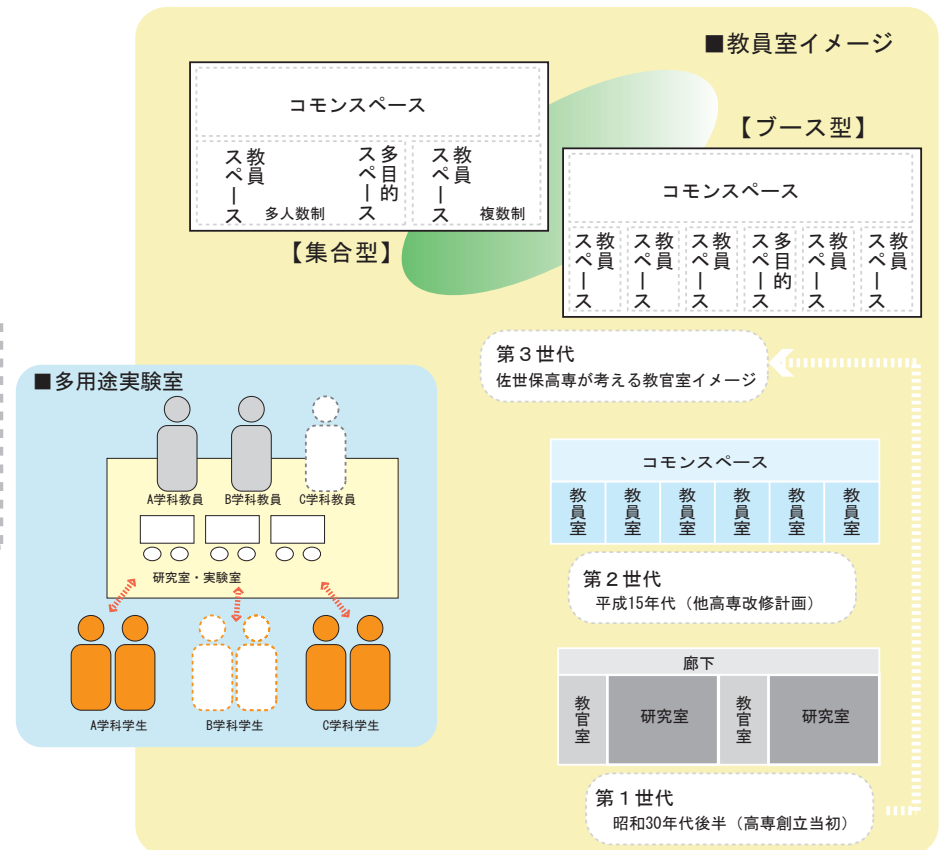 ■教員室イメージ
コモンスペース
教員スペース
多人数制
多目的スペース
教員スペース
複数制
【集合型】
【ブース型】
コモンスペース
教員スペース
教員スペース
教員スペース
多目的スペース
教員スペース
教員スペース
第３世代
佐世保高専が考える教官室イメージ
■多用途実験室
A学科教員
B学科教員
C学科教員
研究室・実験室
A学科学生
B学科学生
C学科学生
コモンスペース
教員室
教員室
教員室
教員室
教員室
教員室
第２世代
平成15年代（他高専改修計画）
廊下
教官室
研究室
教官室
研究室
第１世代
昭和30年代後半（高専創立当初）